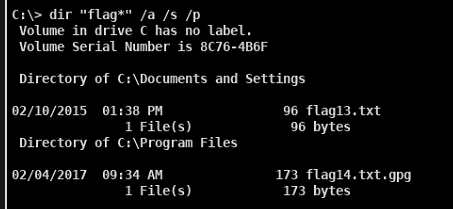 C:\> dir "flag*" /a /s /p
Volume in drive C has no label.
Volume Serial Number is 8C76-4B6F
Directory of C:\Documents and Settings
02/10/2015 01:38 PM 96 flag13.txt
1 File(s) 96 bytes
Directory of C:\Program Files
02/04/2017 09:34 AM 173 flag14.txt.gpg
1 File(s) 173 bytes